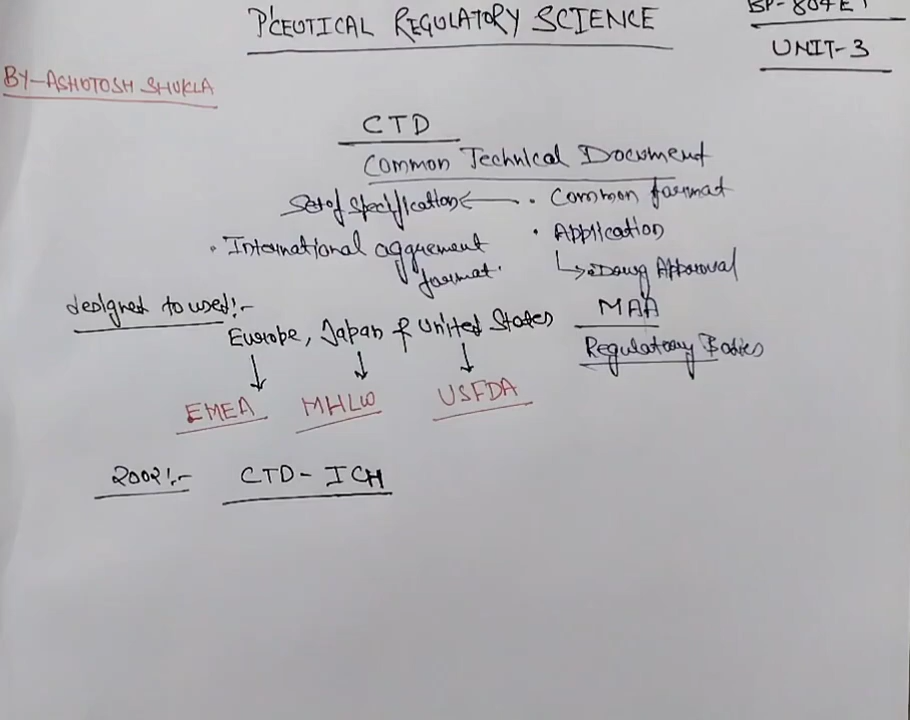 P'CEUTICAL REGULATORY SCIENCE
BP-804ET
UNIT-3
BY-ASHUTOSH SHUKLA
CTD
Common Technical Document
Set of Specification ← • Common format
• International aggreement format.
• Application
↳ • Drug Approval
MAA
Regulatory Bodies
designed to used:-
Europe, Japan & United States
↓ ↓ ↓
EMEA MHLW USFDA
2002:- CTD - ICH